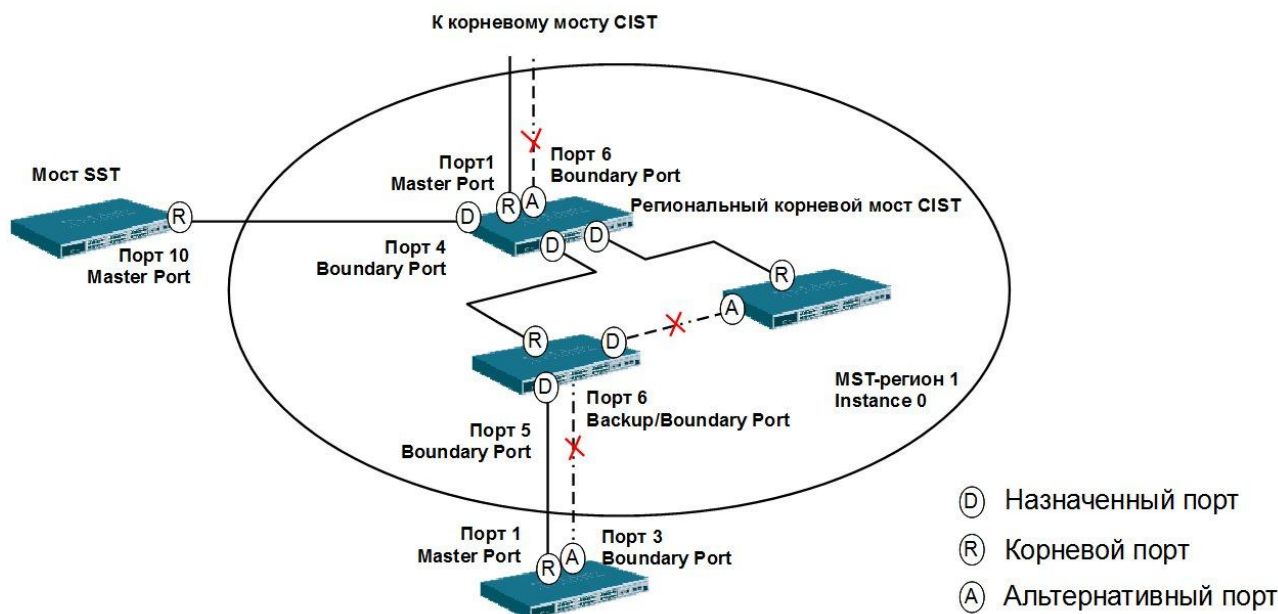 К корневому мосту CIST
Мост SST
Порт1
Master Port
Порт 6
Boundary Port
R
D
R
A
Региональный корневой мост CIST
Порт 10
Master Port
Порт 4
Boundary Port
D
D
R
A
R
D
D
MST-регион 1
Instance 0
Порт 6
Backup/Boundary Port
Порт 5
Boundary Port
Порт 1
Master Port
Порт 3
Boundary Port
R
A
D Назначенный порт
R Корневой порт
A Альтернативный порт